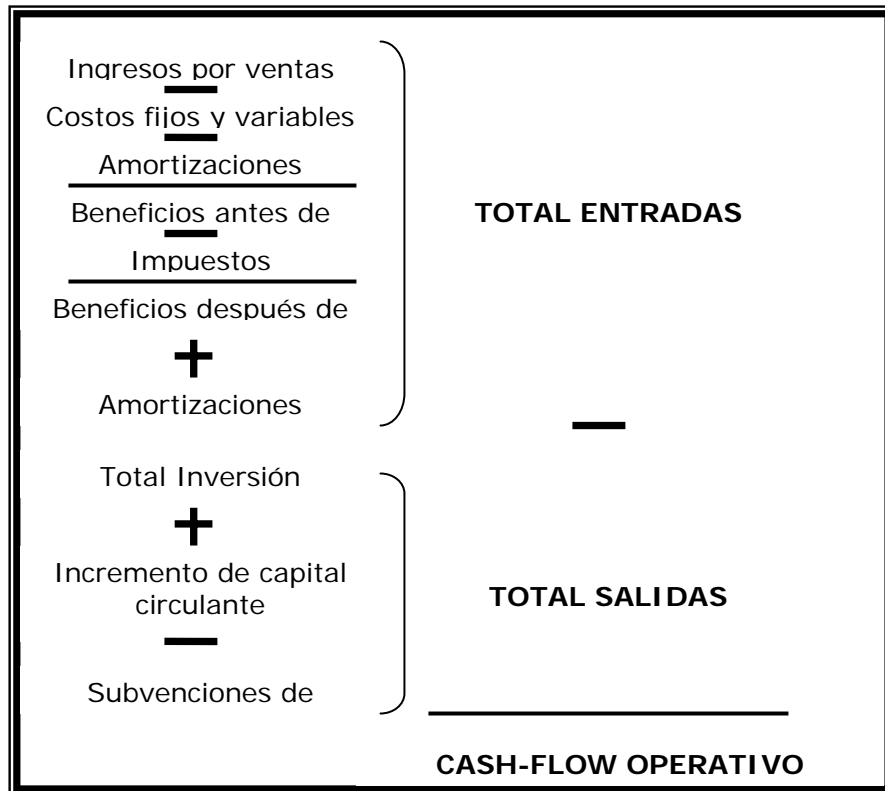 Ingresos por ventas
Costos fijos y variables
Amortizaciones
Beneficios antes de
Impuestos
Beneficios después de
+
Amortizaciones
TOTAL ENTRADAS
—
Total Inversión
+
Incremento de capital
circulante
—
Subvenciones de
TOTAL SALIDAS
CASH-FLOW OPERATIVO